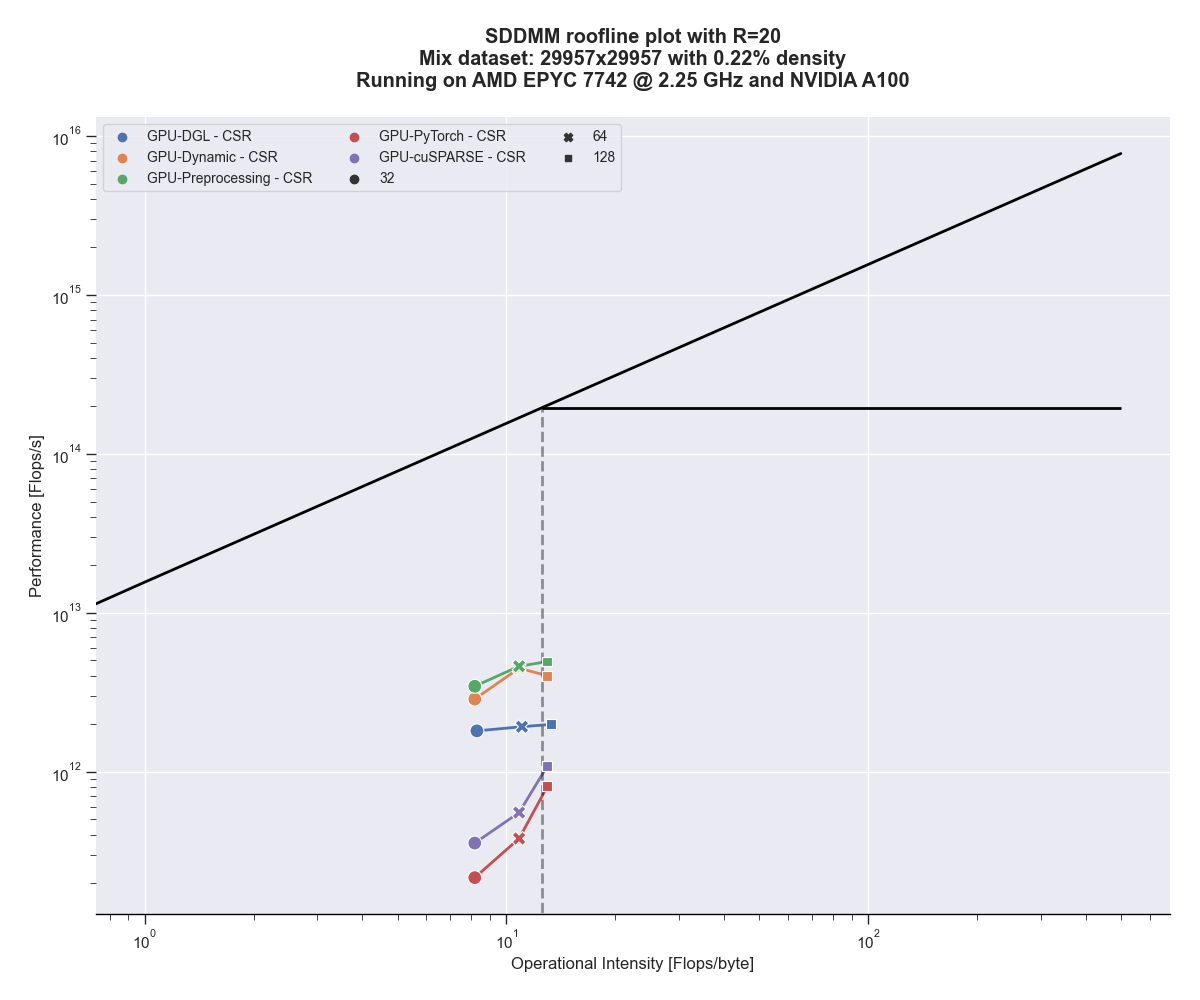 SDDMM roofline plot with R=20
Mix dataset: 29957x29957 with 0.22% density
Running on AMD EPYC 7742 @ 2.25 GHz and NVIDIA A100
GPU-DGL - CSR
GPU-Dynamic - CSR
GPU-Preprocessing - CSR
GPU-PyTorch - CSR
GPU-cuSPARSE - CSR
32
64
128
Performance [Flops/s]
10^16
10^15
10^14
10^13
10^12
10^0
10^1
10^2
Operational Intensity [Flops/byte]